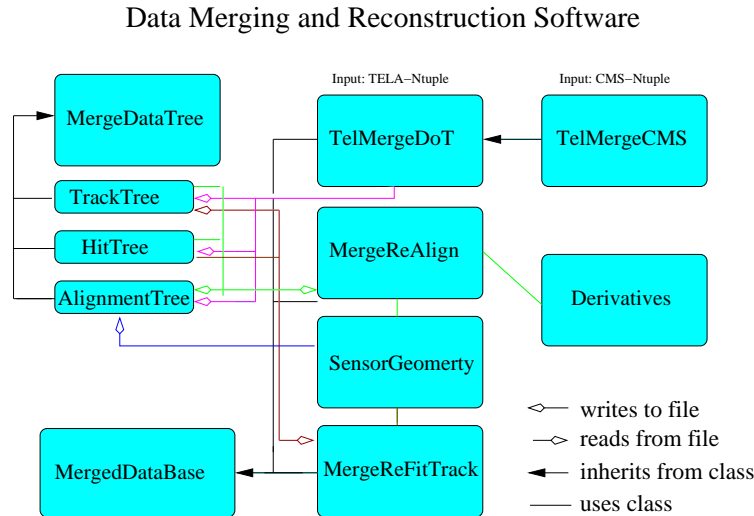 Data Merging and Reconstruction Software
Input: TELA−Ntuple
Input: CMS−Ntuple
MergeDataTree
TelMergeDoT
TelMergeCMS
TrackTree
HitTree
MergeReAlign
AlignmentTree
Derivatives
SensorGeomerty
writes to file
reads from file
MergedDataBase
MergeReFitTrack
inherits from class
uses class